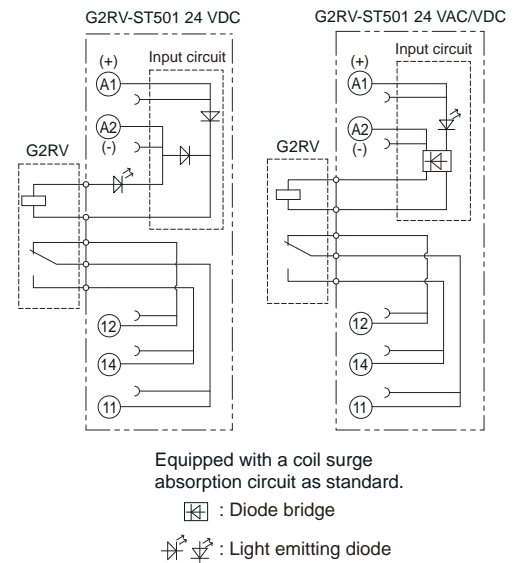 G2RV-ST501 24 VDC
Input circuit
(+)
A1
A2
(-)
G2RV
12
14
11
G2RV-ST501 24 VAC/VDC
Input circuit
(+)
A1
A2
(-)
G2RV
12
14
11
Equipped with a coil surge
absorption circuit as standard.
: Diode bridge
: Light emitting diode